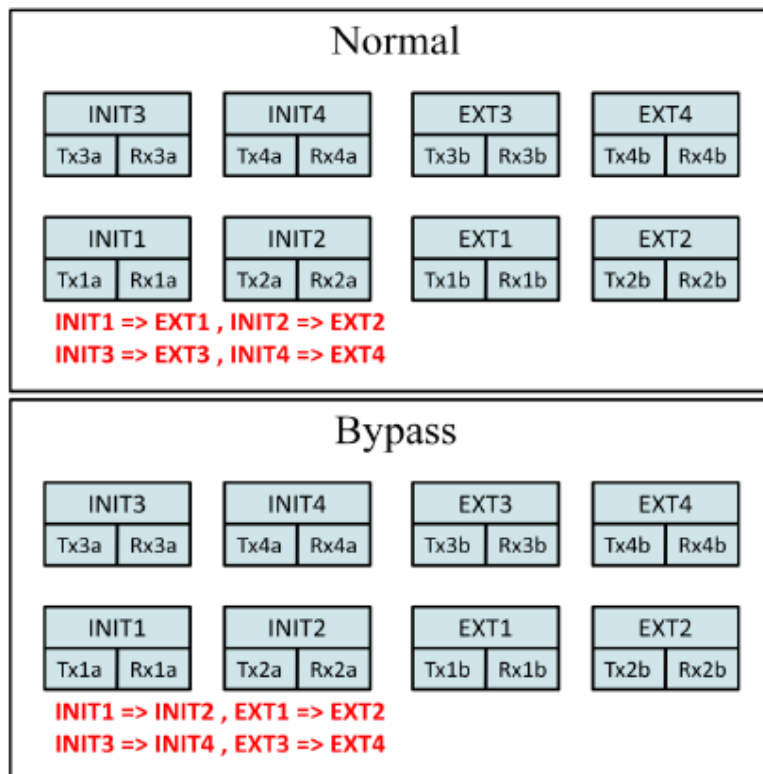 Normal
INIT3 INIT4 EXT3 EXT4
Tx3a Rx3a Tx4a Rx4a Tx3b Rx3b Tx4b Rx4b
INIT1 INIT2 EXT1 EXT2
Tx1a Rx1a Tx2a Rx2a Tx1b Rx1b Tx2b Rx2b
INIT1 => EXT1 , INIT2 => EXT2
INIT3 => EXT3 , INIT4 => EXT4
Bypass
INIT3 INIT4 EXT3 EXT4
Tx3a Rx3a Tx4a Rx4a Tx3b Rx3b Tx4b Rx4b
INIT1 INIT2 EXT1 EXT2
Tx1a Rx1a Tx2a Rx2a Tx1b Rx1b Tx2b Rx2b
INIT1 => INIT2 , EXT1 => EXT2
INIT3 => INIT4 , EXT3 => EXT4